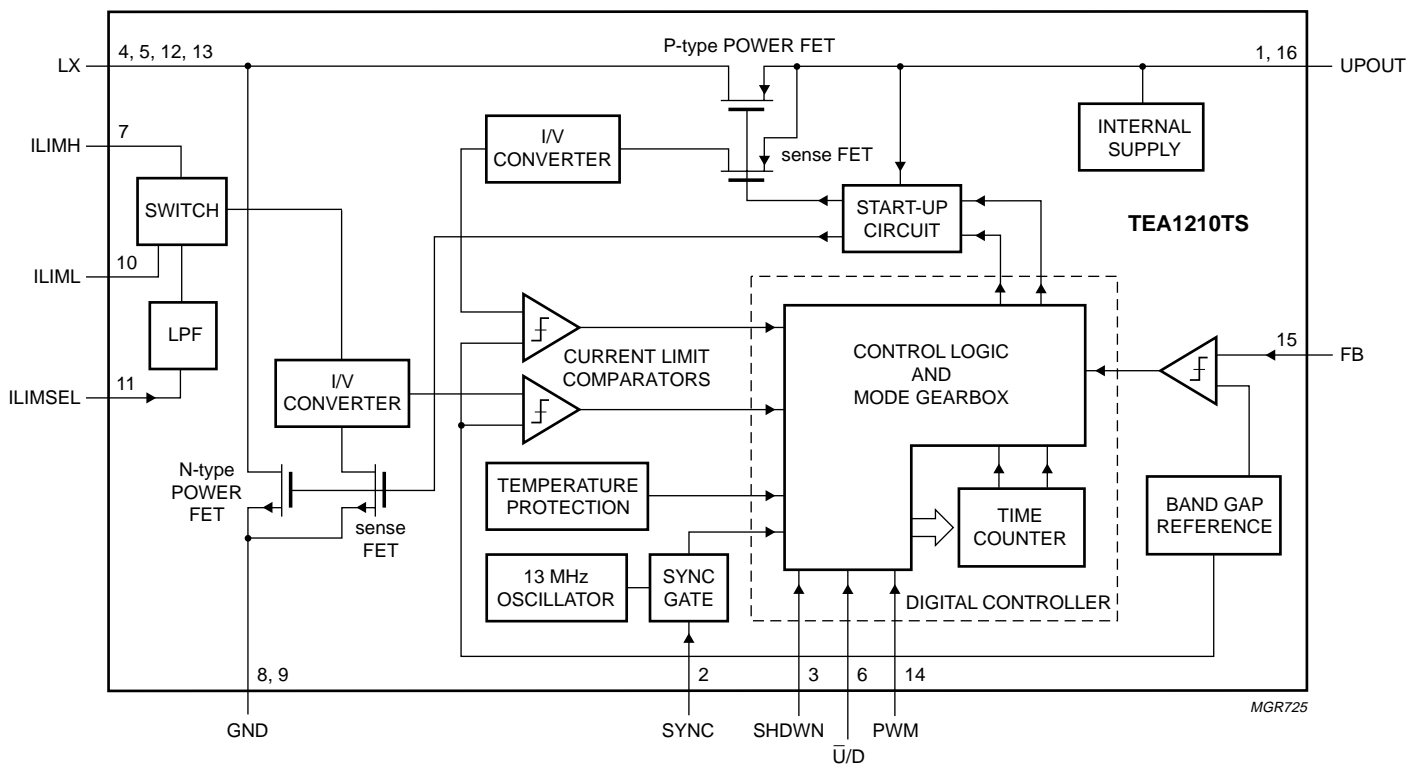 P-type POWER FET
LX
4, 5, 12, 13
1, 16
UPOUT
ILIMH
7
I/V
CONVERTER
sense FET
INTERNAL
SUPPLY
SWITCH
START-UP
CIRCUIT
TEA1210TS
ILIML
10
LPF
CURRENT LIMIT
COMPARATORS
CONTROL LOGIC
AND
MODE GEARBOX
15
FB
ILIMSEL
11
I/V
CONVERTER
N-type
POWER
FET
sense
FET
TEMPERATURE
PROTECTION
TIME
COUNTER
BAND GAP
REFERENCE
13 MHz
OSCILLATOR
SYNC
GATE
DIGITAL CONTROLLER
8, 9
2
3
6
14
MGR725
GND
SYNC
SHDWN
U̅/D
PWM